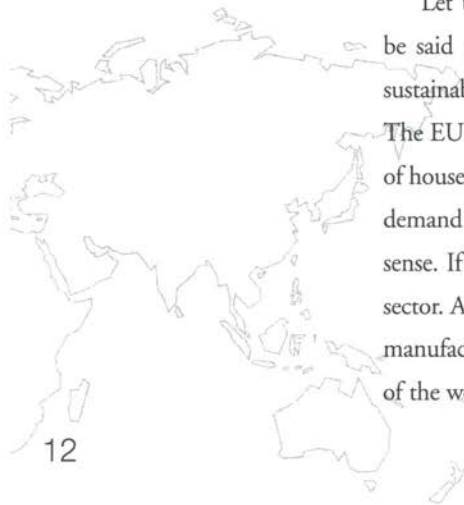 Let
be said
sustainab
The EU
of house
demand
sense. If
sector. A
manufac
of the w
12